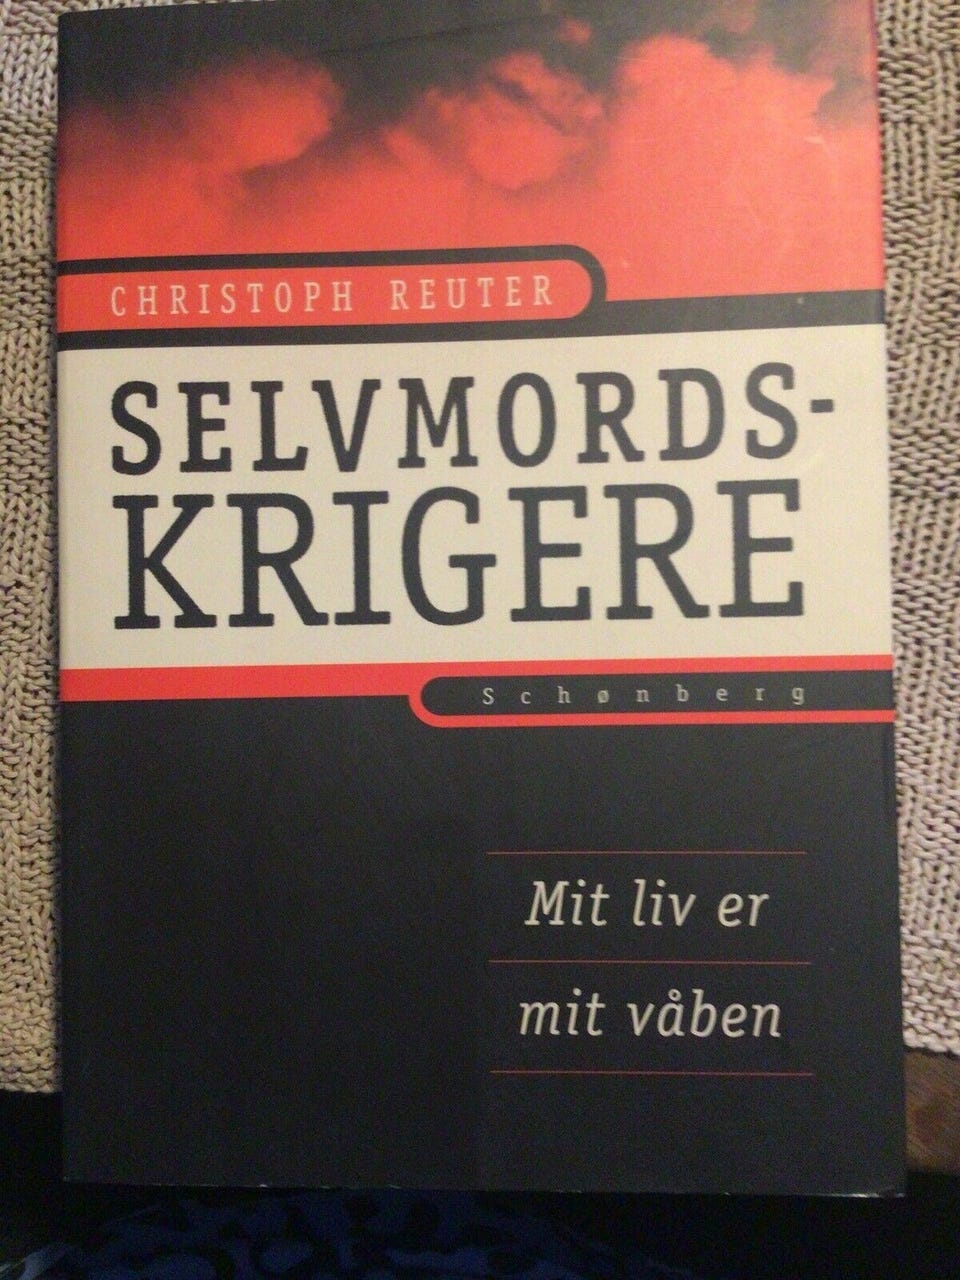 CHRISTOPH REUTER
SELVMORDS-
KRIGERE
Schønberg
Mit liv er
mit våben